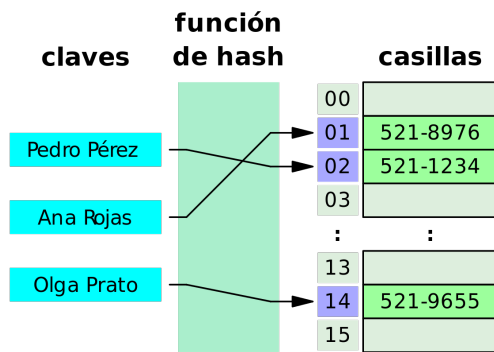 claves
función
de hash
casillas
Pedro Pérez
Ana Rojas
Olga Prato
00
01 521-8976
02 521-1234
03
: :
13
14 521-9655
15